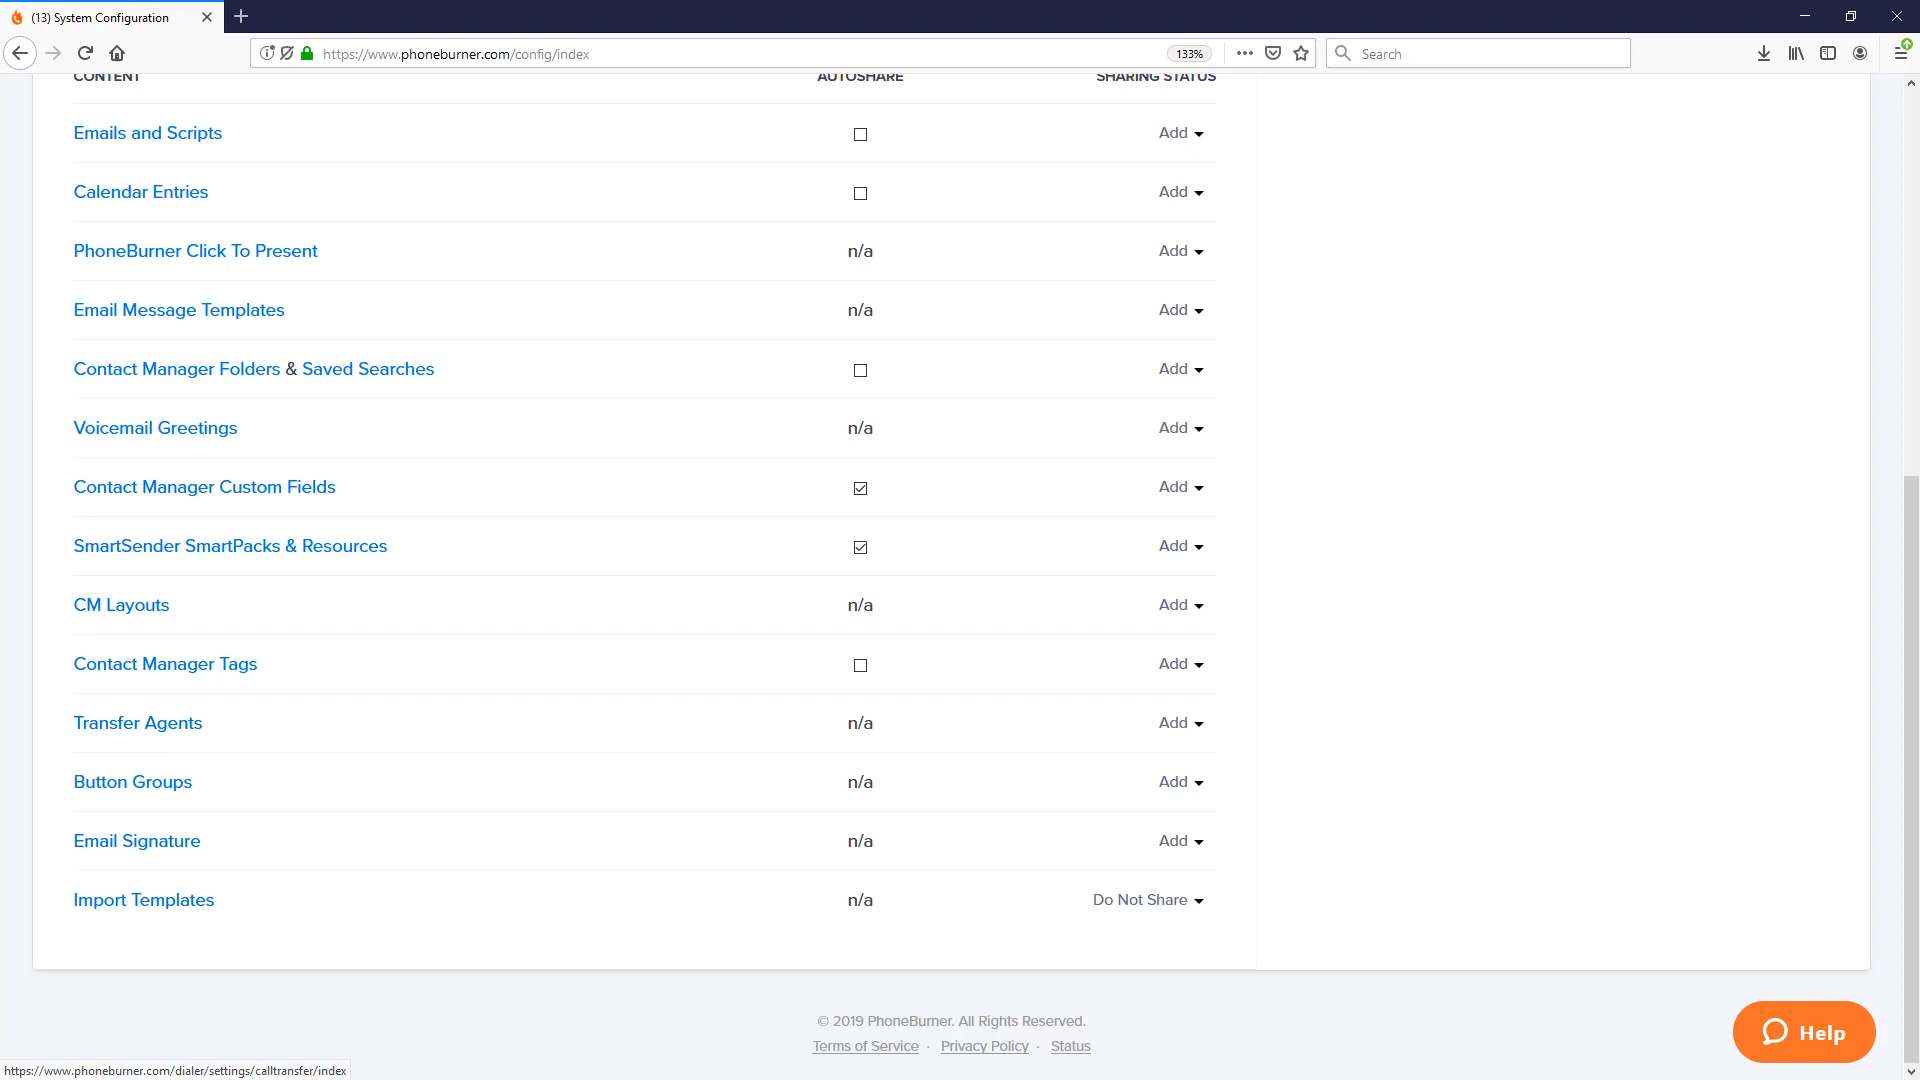 (13) System Configuration
https://www.phoneburner.com/config/index
133%
Search
CONTENT AUTOSHARE SHARING STATUS
Emails and Scripts Add
Calendar Entries Add
PhoneBurner Click To Present n/a Add
Email Message Templates n/a Add
Contact Manager Folders & Saved Searches Add
Voicemail Greetings n/a Add
Contact Manager Custom Fields Add
SmartSender SmartPacks & Resources Add
CM Layouts n/a Add
Contact Manager Tags Add
Transfer Agents n/a Add
Button Groups n/a Add
Email Signature n/a Add
Import Templates n/a Do Not Share
© 2019 PhoneBurner. All Rights Reserved.
Terms of Service · Privacy Policy · Status
Help
https://www.phoneburner.com/dialer/settings/calltransfer/index